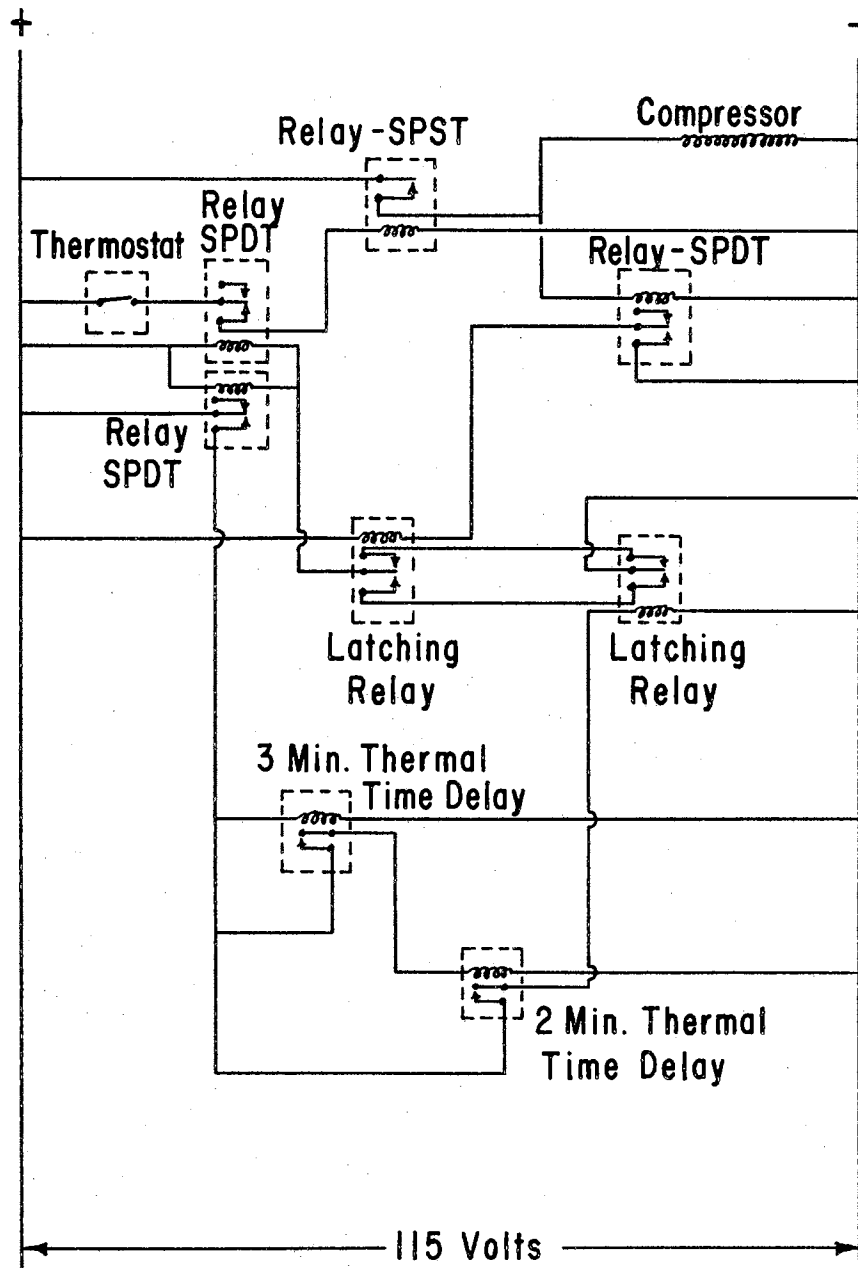 + -
Compressor
Relay-SPST
Relay
SPDT
Thermostat
Relay-SPDT
Relay
SPDT
Latching
Relay
Latching
Relay
3 Min. Thermal
Time Delay
2 Min. Thermal
Time Delay
115 Volts